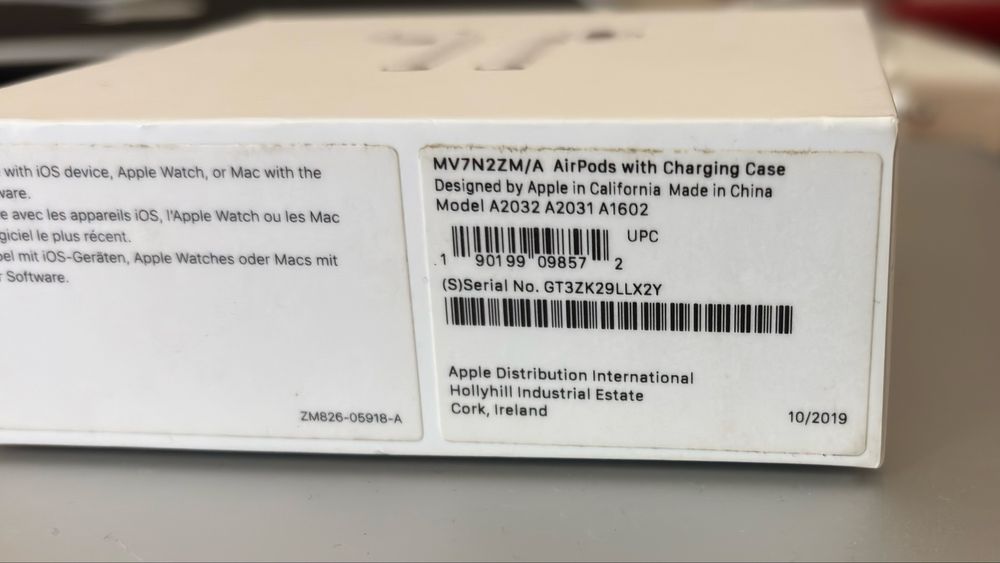 with iOS device, Apple Watch, or Mac with the
ware.
e avec les appareils iOS, l'Apple Watch ou les Mac
giciel le plus récent.
bel mit iOS-Geräten, Apple Watches oder Macs mit
r Software.
ZM826-05918-A
MV7N2ZM/A AirPods with Charging Case
Designed by Apple in California Made in China
Model A2032 A2031 A1602
UPC
1 90199 09857 2
(S)Serial No. GT3ZK29LLX2Y
Apple Distribution International
Hollyhill Industrial Estate
Cork, Ireland
10/2019